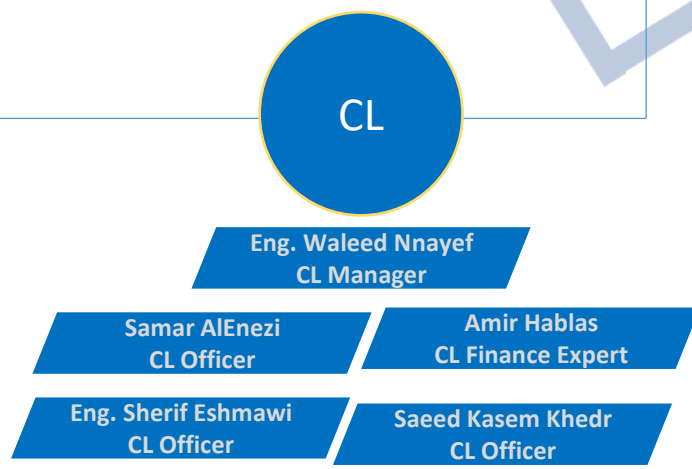 CL
Eng. Waleed Nnayef
CL Manager
Samar AlEnezi
CL Officer
Amir Hablas
CL Finance Expert
Eng. Sherif Eshmawi
CL Officer
Saeed Kasem Khedr
CL Officer